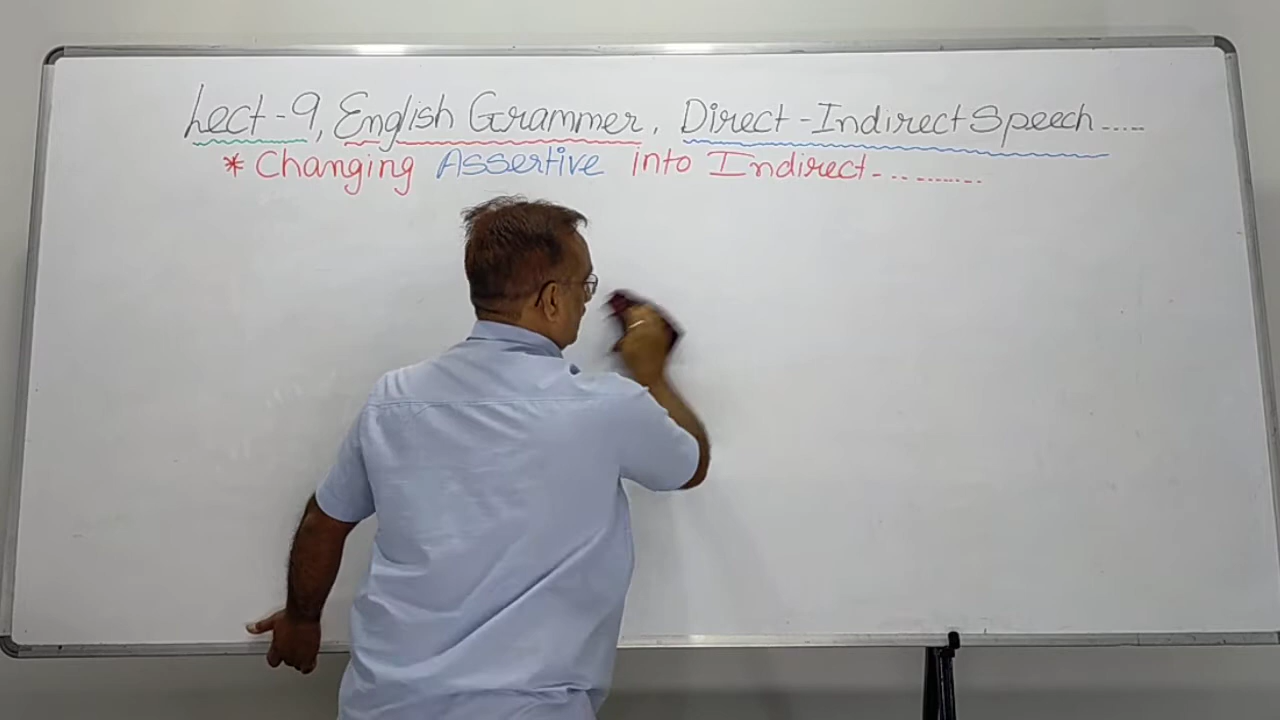 Lect-9, English Grammer, Direct-Indirect Speech.....
* Changing Assertive into Indirect..........